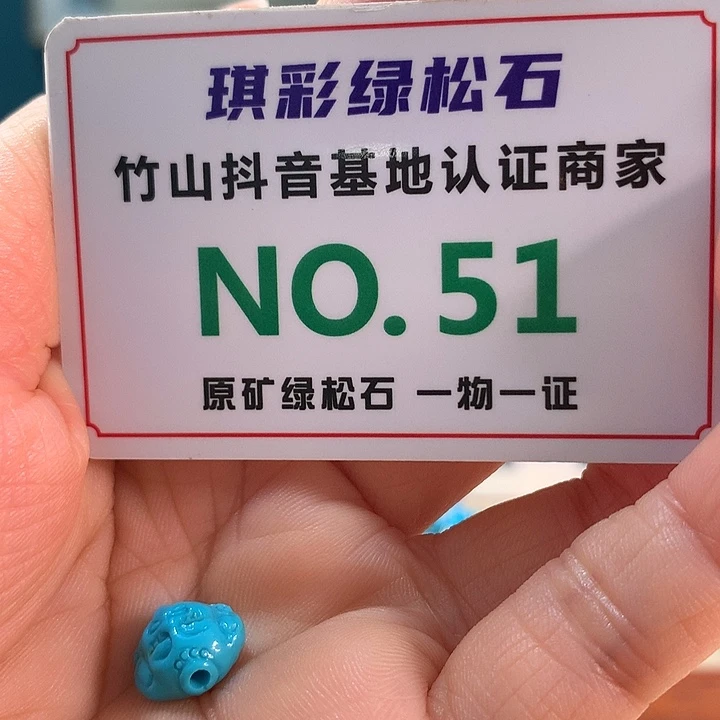 琪彩绿松石
竹山抖音基地认证商家
NO.51
原矿绿松石 一物一证